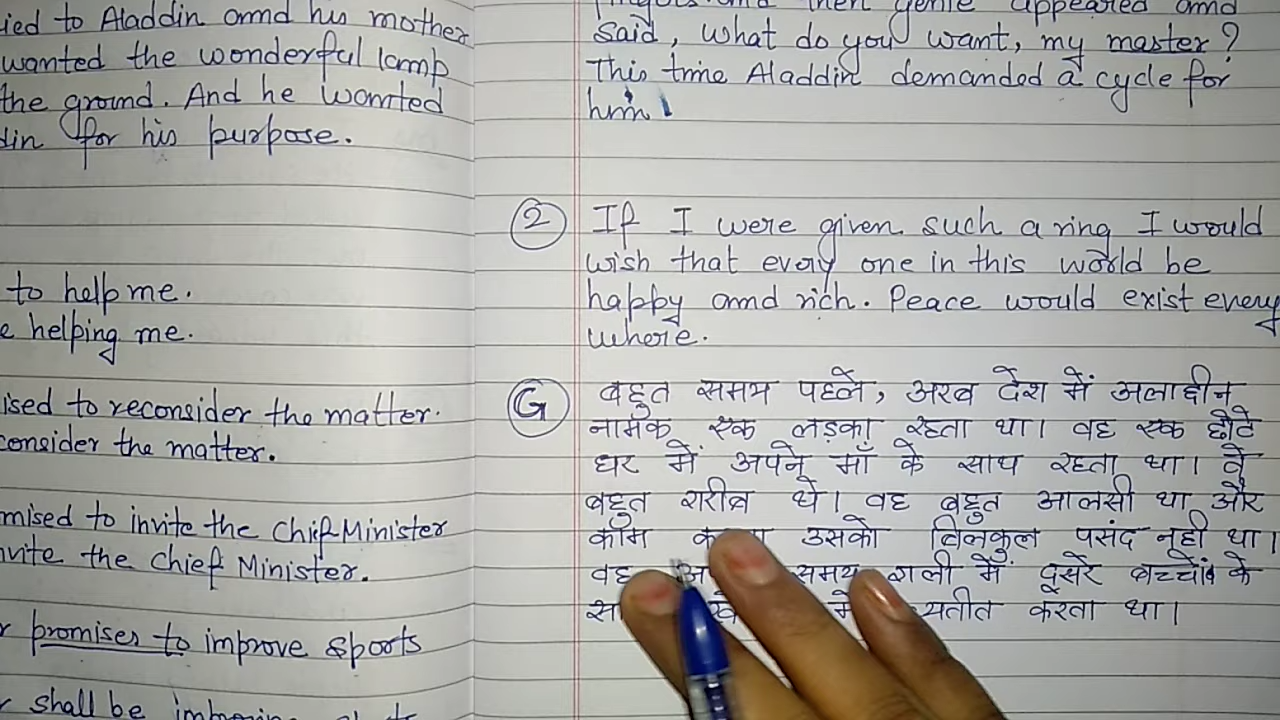 ied to Aladdin and his mother
wanted the wonderful lamp
the ground. And he wanted
din for his purpose.
to help me.
e helping me.
ised to reconsider the matter.
consider the matter.
mised to invite the Chief Minister
nvite the Chief Minister.
r promises to improve sports
r shall be improving
then genie appeared and
said, What do you want, my master?
This time Aladdin demanded a cycle for
him
2 If I were given such a ring I would
wish that every one in this world be
happy and rich. Peace would exist every
where.
G बहुत समय पहले, अरब देश में अलाद्दीन
नामक एक लड़का रहता था। वह एक छोटे
घर में अपने माँ के साथ रहता था। वे
बहुत गरीब थे। वह बहुत आलसी था और
काम उसको बिलकुल पसंद नही था।
वह समय गली में दूसरे बच्चों के
करता था।